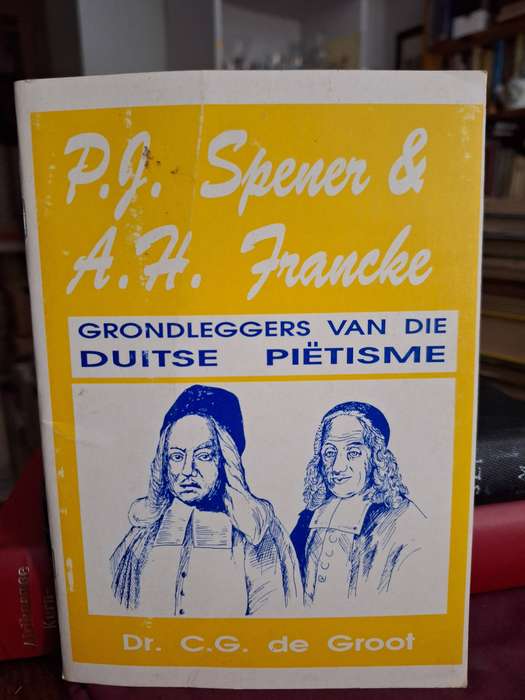 P.J. Spener &
A.H. Francke
GRONDLEGGERS VAN DIE
DUITSE PIËTISME
Dr. C.G. de Groot